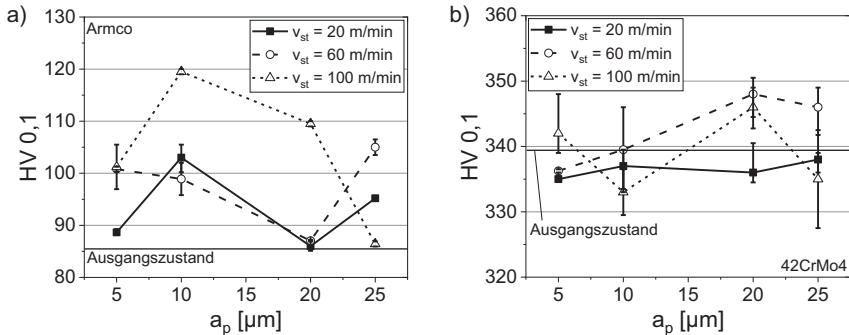 a)
Armco
v_st = 20 m/min
v_st = 60 m/min
v_st = 100 m/min
HV 0,1
130
120
110
100
90
80
Ausgangszustand
5
10
20
25
a_p [µm]
b)
v_st = 20 m/min
v_st = 60 m/min
v_st = 100 m/min
HV 0,1
360
350
340
330
320
Ausgangszustand
42CrMo4
5
10
20
25
a_p [µm]